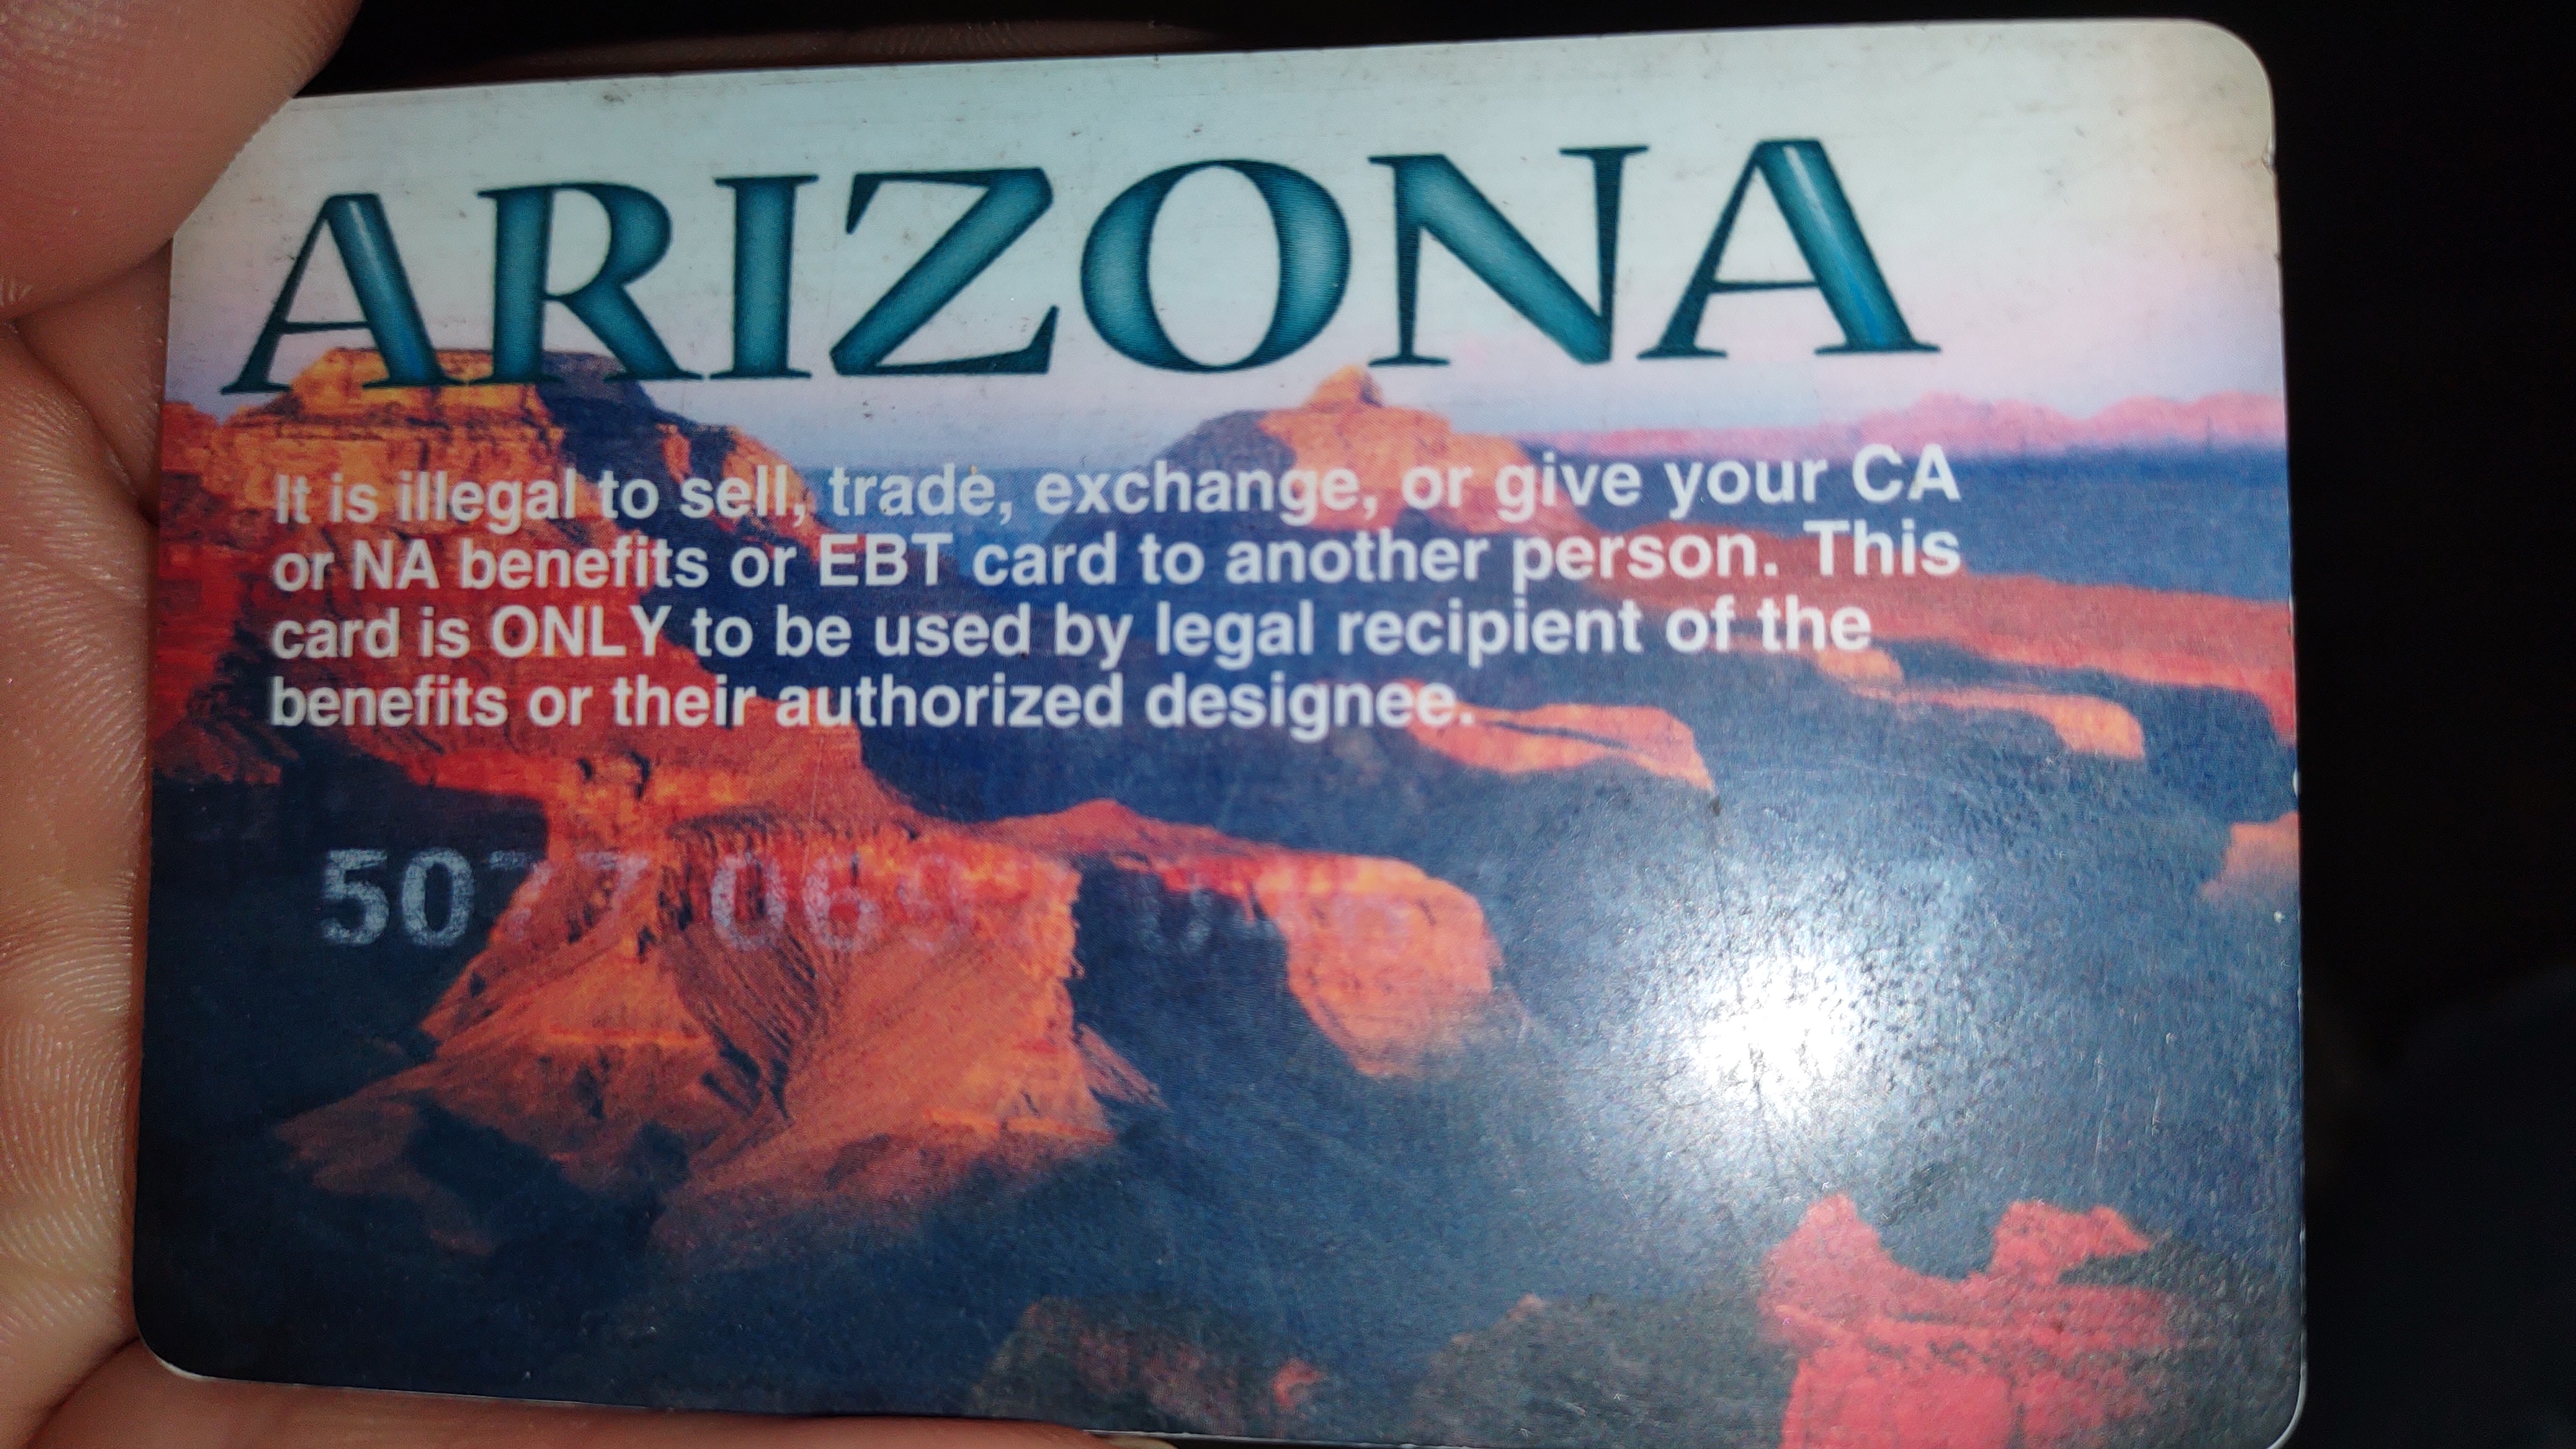 ARIZONA
It is illegal to sell, trade, exchange, or give your CA
or NA benefits or EBT card to another person. This
card is ONLY to be used by legal recipient of the
benefits or their authorized designee.
5077 069